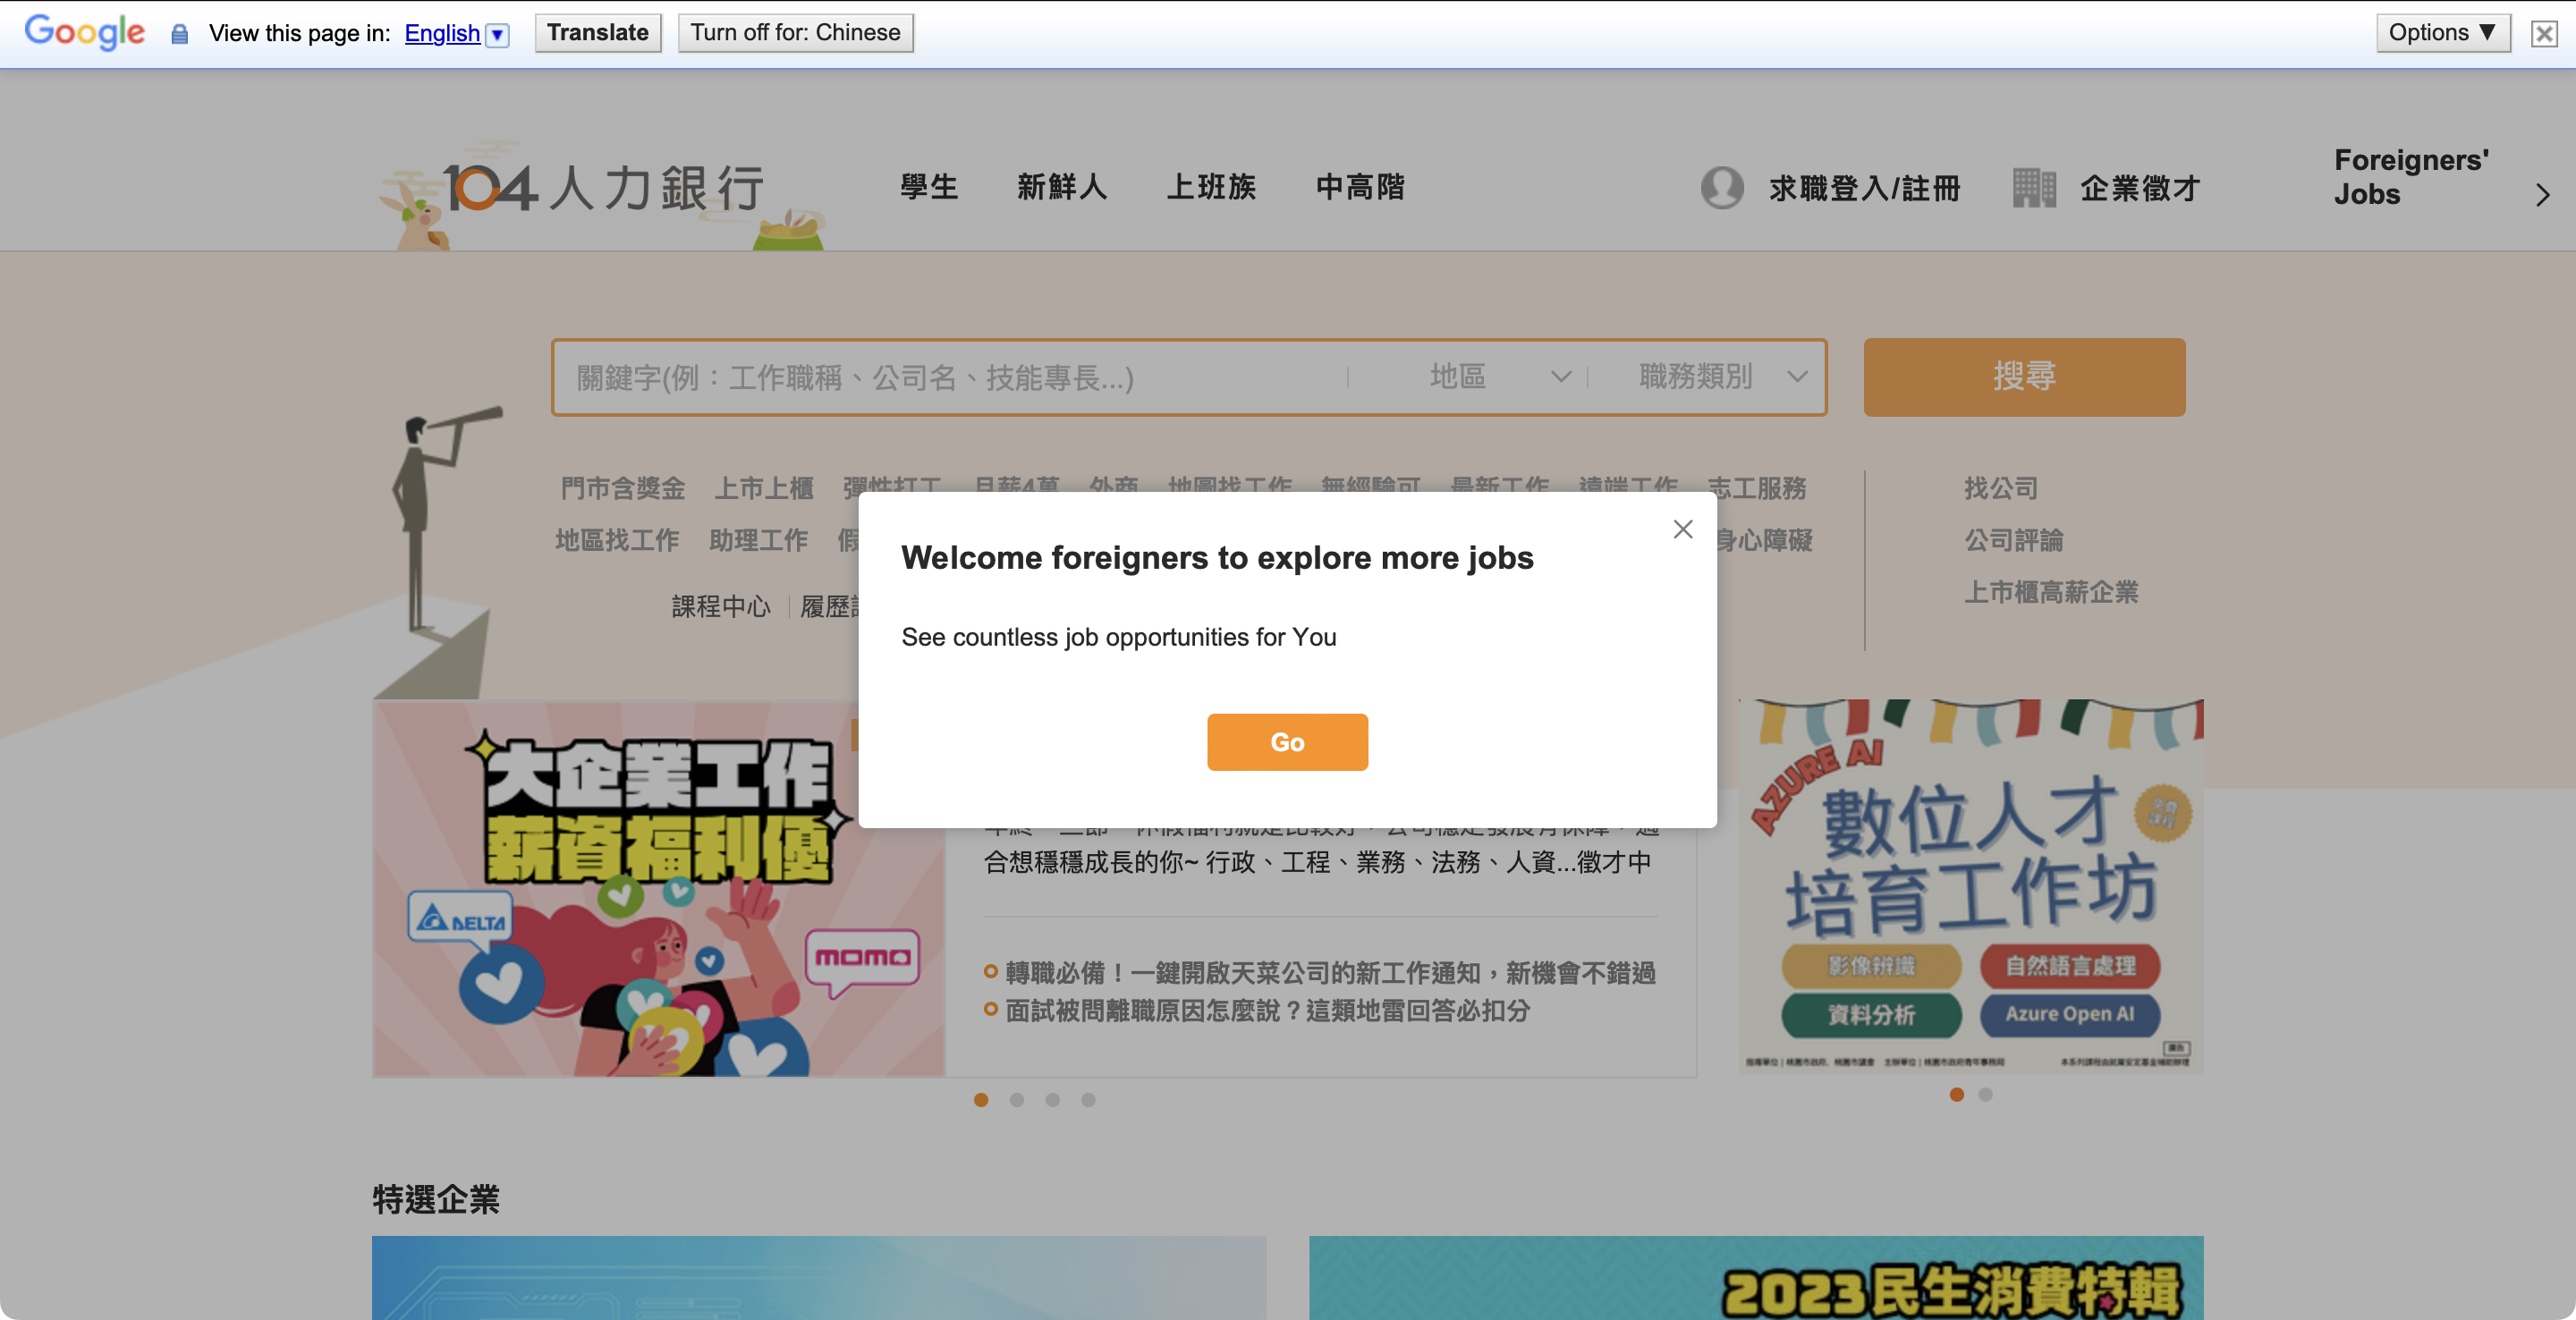 Google View this page in: English ▼ Translate Turn off for: Chinese Options ▼
104人力銀行 學生 新鮮人 上班族 中高階 求職登入/註冊 企業徵才 Foreigners' Jobs
關鍵字(例：工作職稱、公司名、技能專長...) 地區 職務類別 搜尋
門市含獎金 上市上櫃 彈性打工 月薪4萬 外商 地圖找工作 無經驗可 最新工作 遠端工作 志工服務 找公司
地區找工作 助理工作 身心障礙 公司評論
上市櫃高薪企業
課程中心 履歷
Welcome foreigners to explore more jobs
See countless job opportunities for You
Go
大企業工作
薪資福利優
DELTA
momo
合想穩穩成長的你~ 行政、工程、業務、法務、人資...徵才中
轉職必備！一鍵開啟天菜公司的新工作通知，新機會不錯過
面試被問離職原因怎麼說？這類地雷回答必扣分
AZURE AI
數位人才
培育工作坊
免費課程
影像辨識 自然語言處理
資料分析 Azure Open AI
廣告
特選企業
2023民生消費特輯